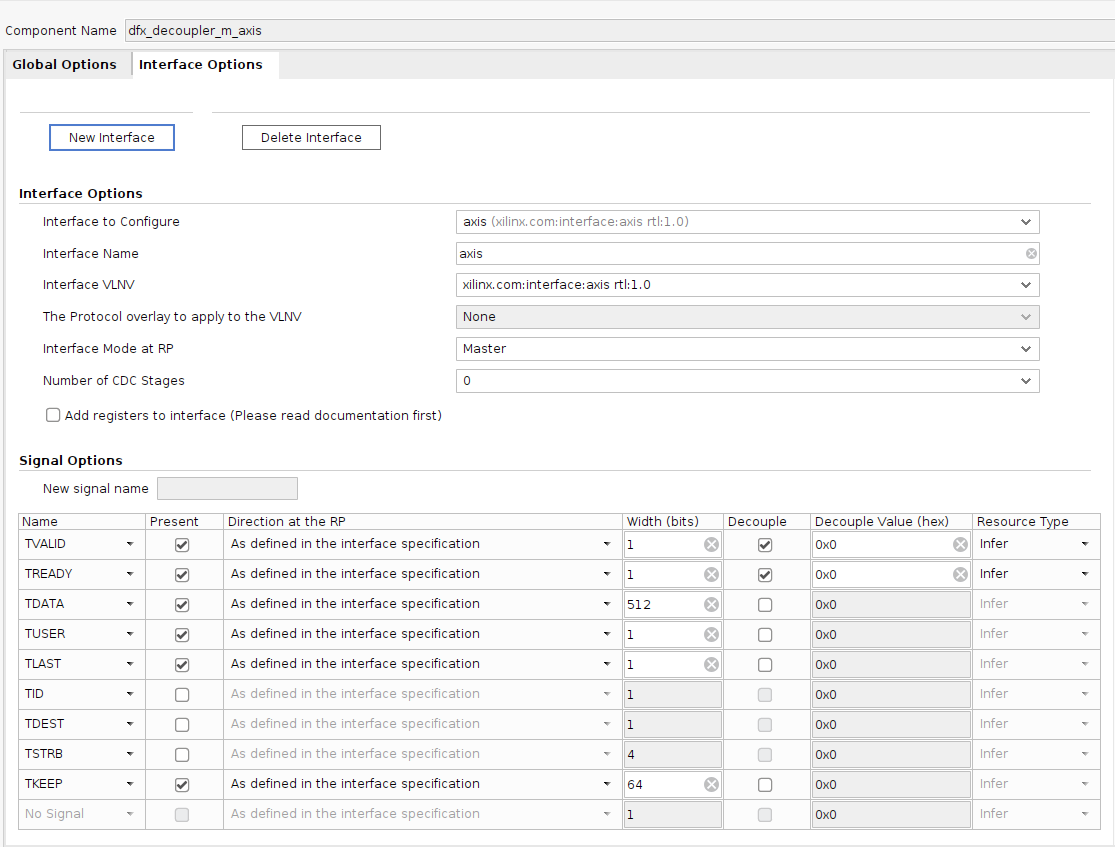 Component Name dfx_decoupler_m_axis
Global Options Interface Options
New Interface Delete Interface
Interface Options
Interface to Configure axis (xilinx.com:interface:axis rtl:1.0)
Interface Name axis
Interface VLNV xilinx.com:interface:axis rtl:1.0
The Protocol overlay to apply to the VLNV None
Interface Mode at RP Master
Number of CDC Stages 0
Add registers to interface (Please read documentation first)
Signal Options
New signal name
Name Present Direction at the RP Width (bits) Decouple Decouple Value (hex) Resource Type
TVALID As defined in the interface specification 1 0x0 Infer
TREADY As defined in the interface specification 1 0x0 Infer
TDATA As defined in the interface specification 512 0x0 Infer
TUSER As defined in the interface specification 1 0x0 Infer
TLAST As defined in the interface specification 1 0x0 Infer
TID As defined in the interface specification 1 0x0 Infer
TDEST As defined in the interface specification 1 0x0 Infer
TSTRB As defined in the interface specification 4 0x0 Infer
TKEEP As defined in the interface specification 64 0x0 Infer
No Signal As defined in the interface specification 1 0x0 Infer